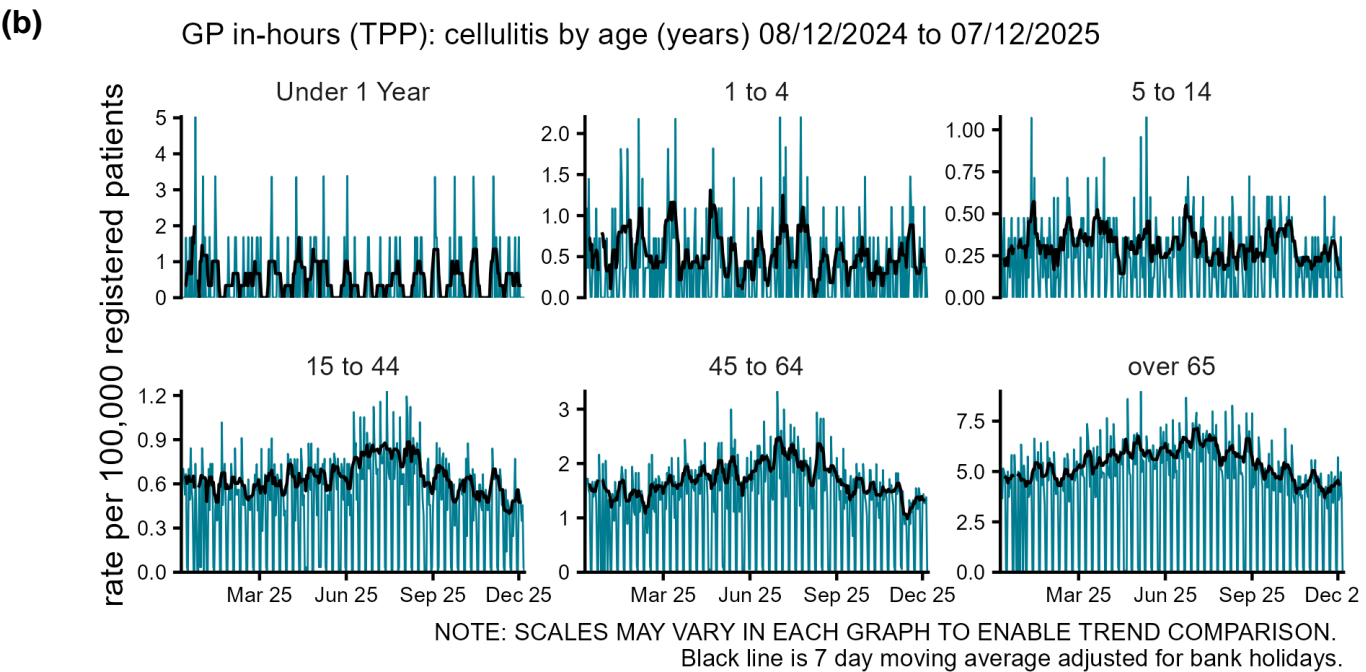 (b)
GP in-hours (TPP): cellulitis by age (years) 08/12/2024 to 07/12/2025
rate per 100,000 registered patients
Under 1 Year
5
4
3
2
1
0
1 to 4
2.0
1.5
1.0
0.5
0.0
5 to 14
1.00
0.75
0.50
0.25
0.00
15 to 44
1.2
0.9
0.6
0.3
0.0
Mar 25 Jun 25 Sep 25 Dec 25
45 to 64
3
2
1
0
Mar 25 Jun 25 Sep 25 Dec 25
over 65
7.5
5.0
2.5
0.0
Mar 25 Jun 25 Sep 25 Dec 2
NOTE: SCALES MAY VARY IN EACH GRAPH TO ENABLE TREND COMPARISON.
Black line is 7 day moving average adjusted for bank holidays.